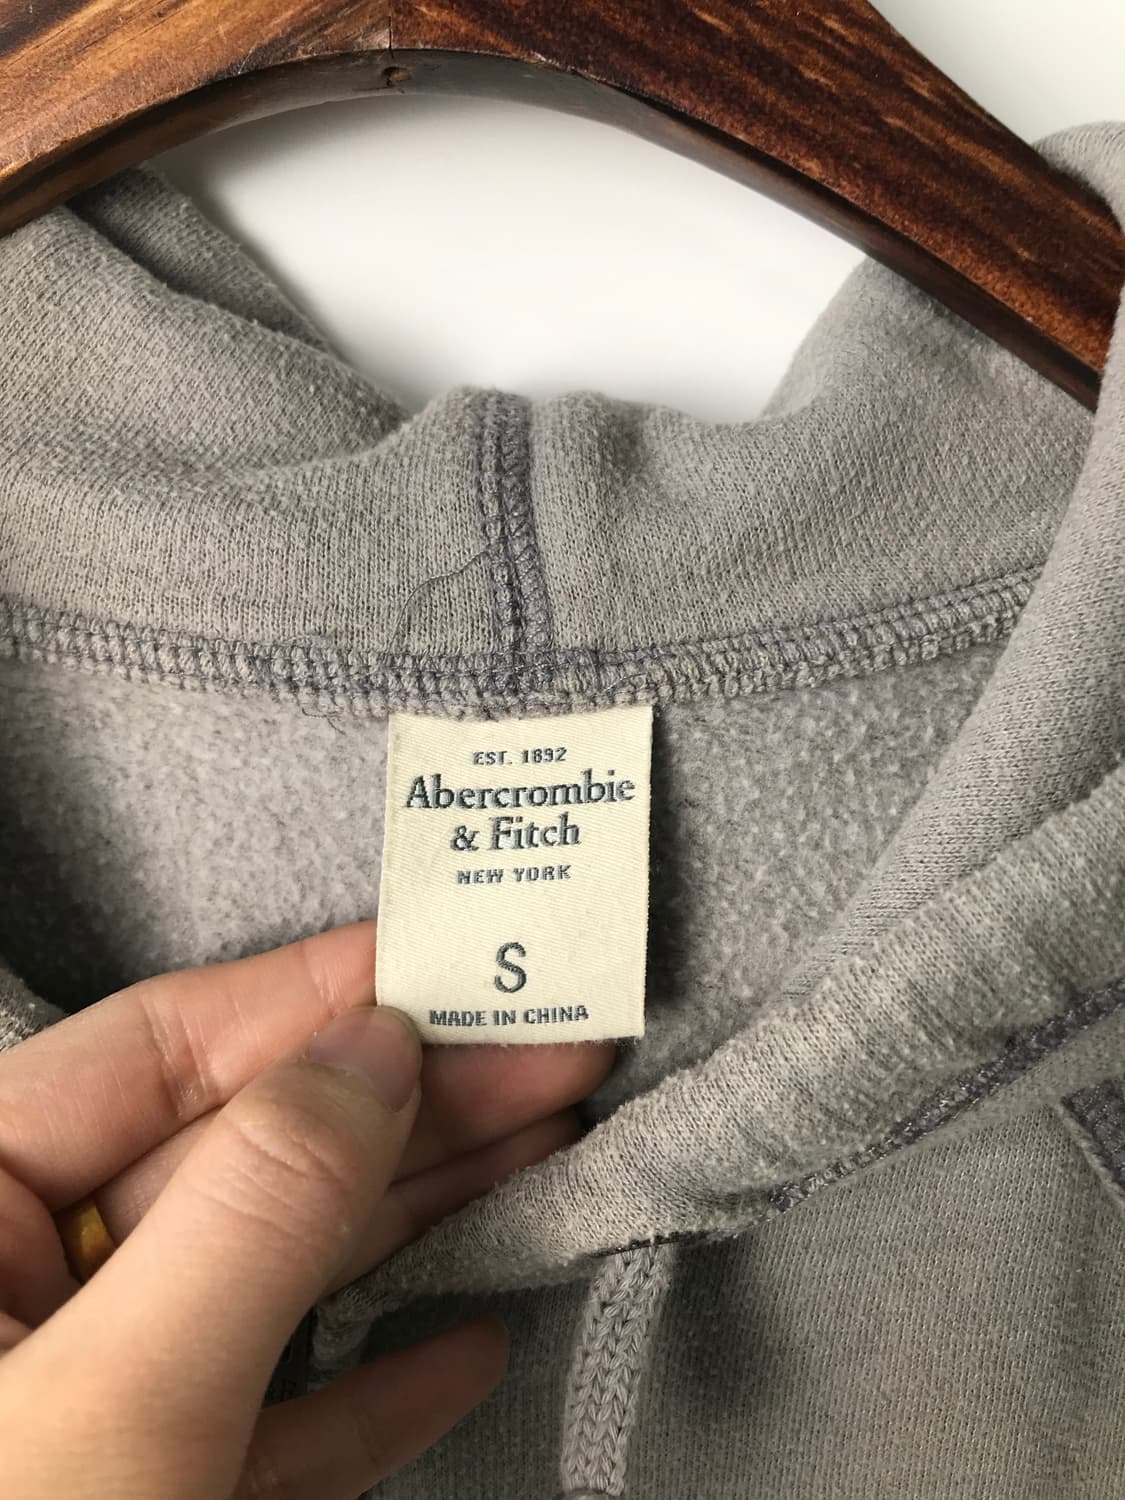 EST. 1892
Abercrombie
& Fitch
NEW YORK
S
MADE IN CHINA